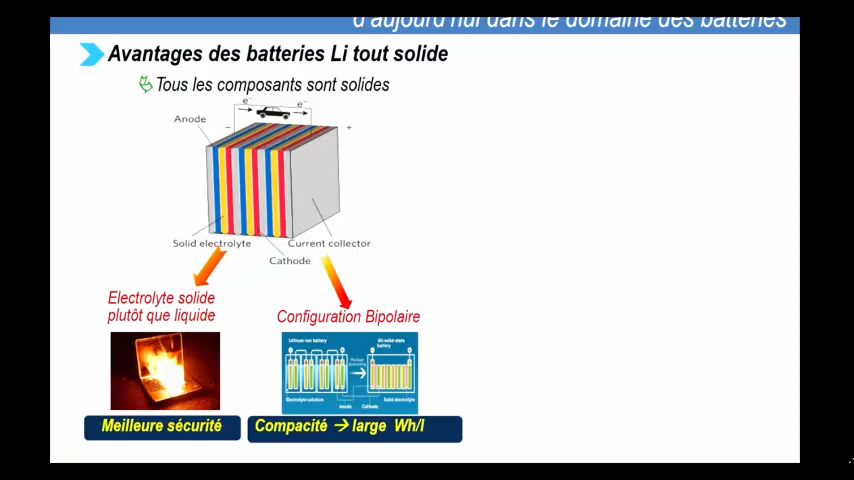 d'aujourd'hui dans le domaine des batteries
Avantages des batteries Li tout solide
Tous les composants sont solides
e⁻ e⁻
Anode
− +
Solid electrolyte Current collector
Cathode
Electrolyte solide
plutôt que liquide
Configuration Bipolaire
Lithium-ion battery
All-solid-state
battery
Package
Electrolyte solution
Solid electrolyte
Anode Cathode
Meilleure sécurité
Compacité → large Wh/l